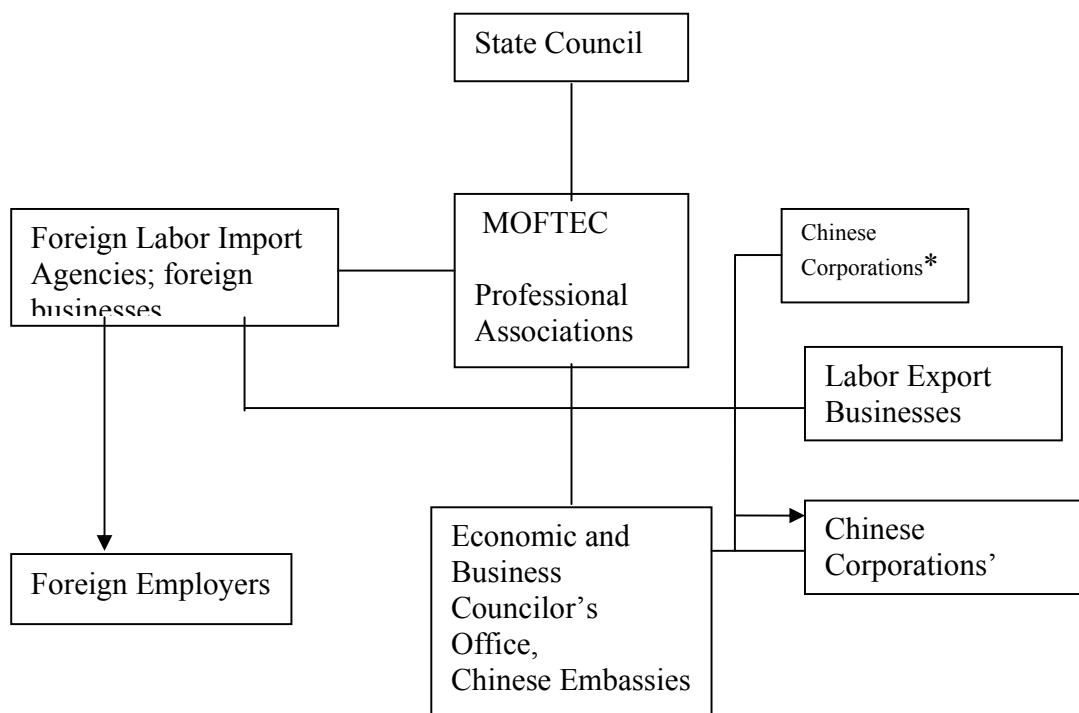 State Council
MOFTEC
Professional
Associations
Foreign Labor Import
Agencies; foreign
businesses
Chinese
Corporations*
Labor Export
Businesses
Economic and
Business
Councilor’s
Office,
Chinese Embassies
Chinese
Corporations’
Foreign Employers